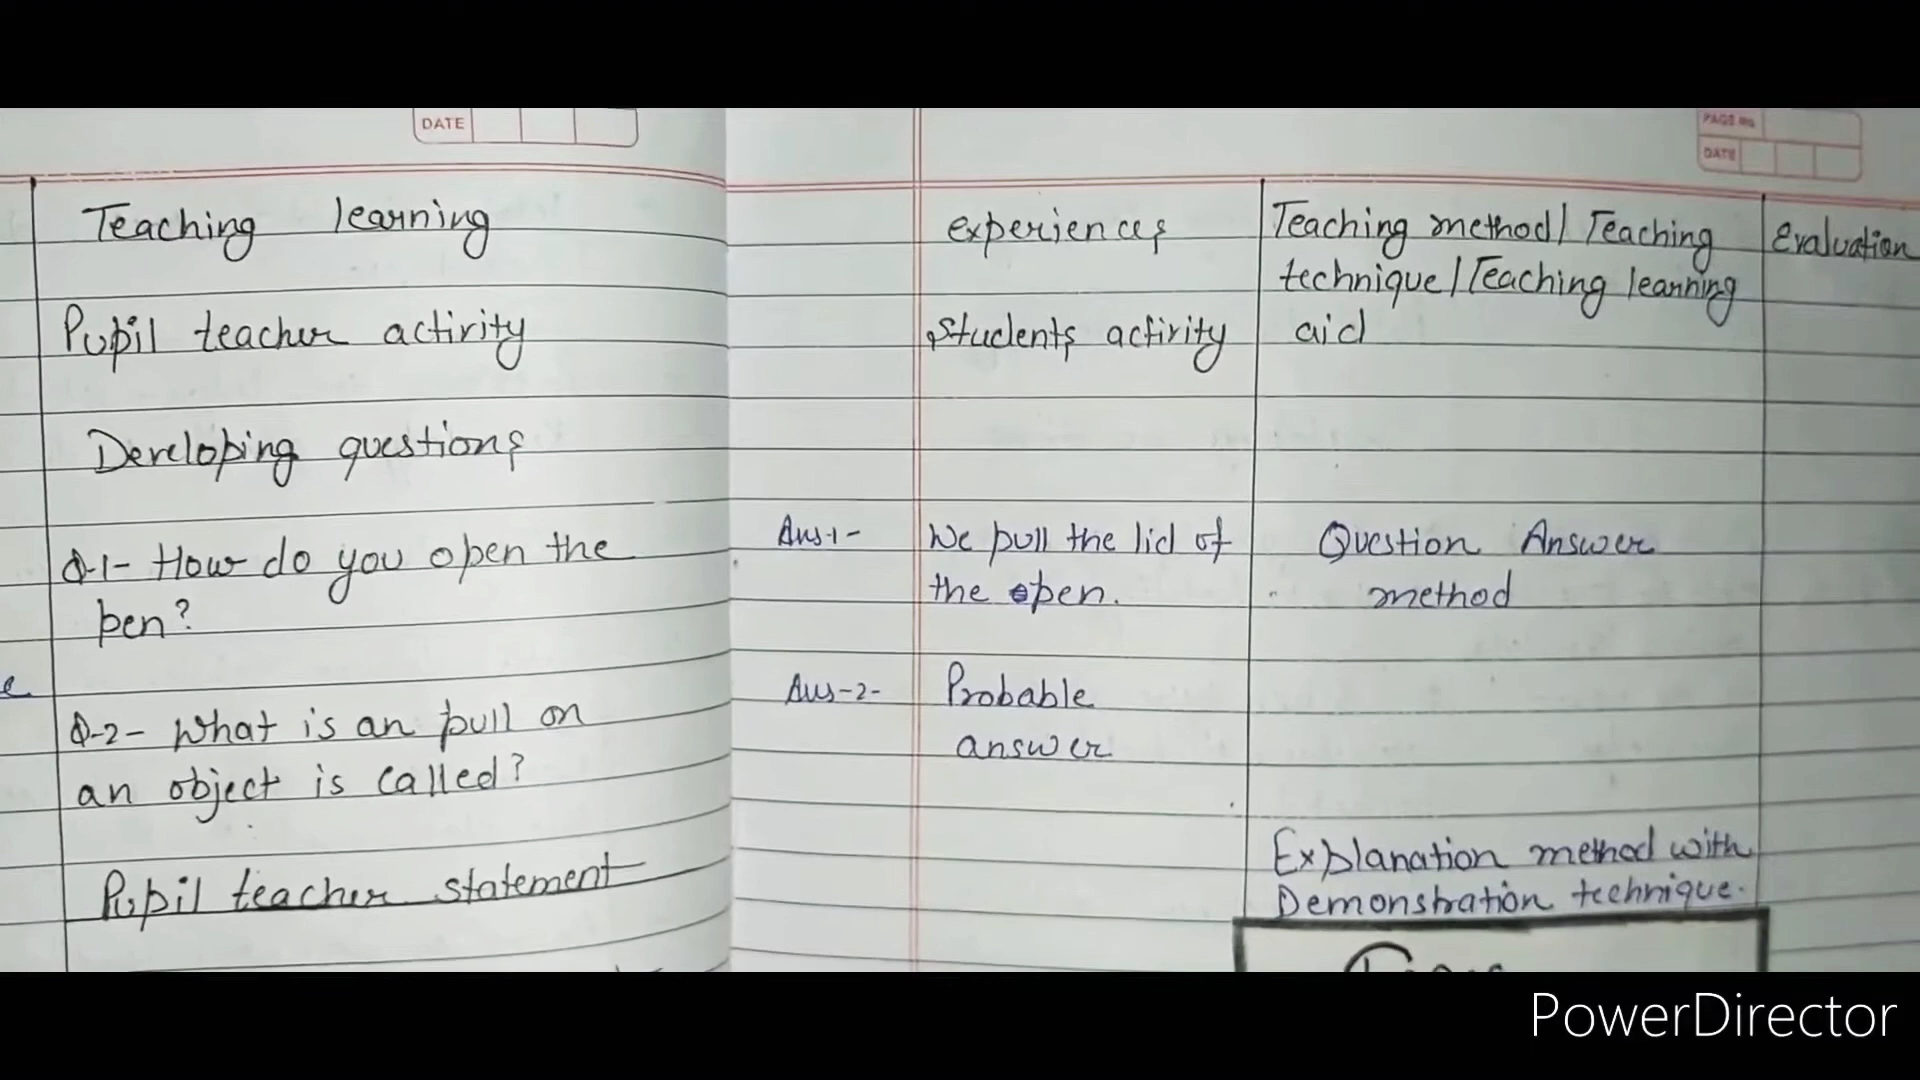 DATE
PAGE No.
DATE
Teaching learning
experiences
Teaching method/Teaching
technique/Teaching learning
aid
Evaluation
Pupil teacher activity
Students activity
Developing questions
Q-1- How do you open the
pen?
Ans-1- We pull the lid of
the pen.
Question Answer
method
Q-2- What is an pull on
an object is called?
Ans-2- Probable
answer
Pupil teacher statement
Explanation method with
Demonstration technique.
PowerDirector